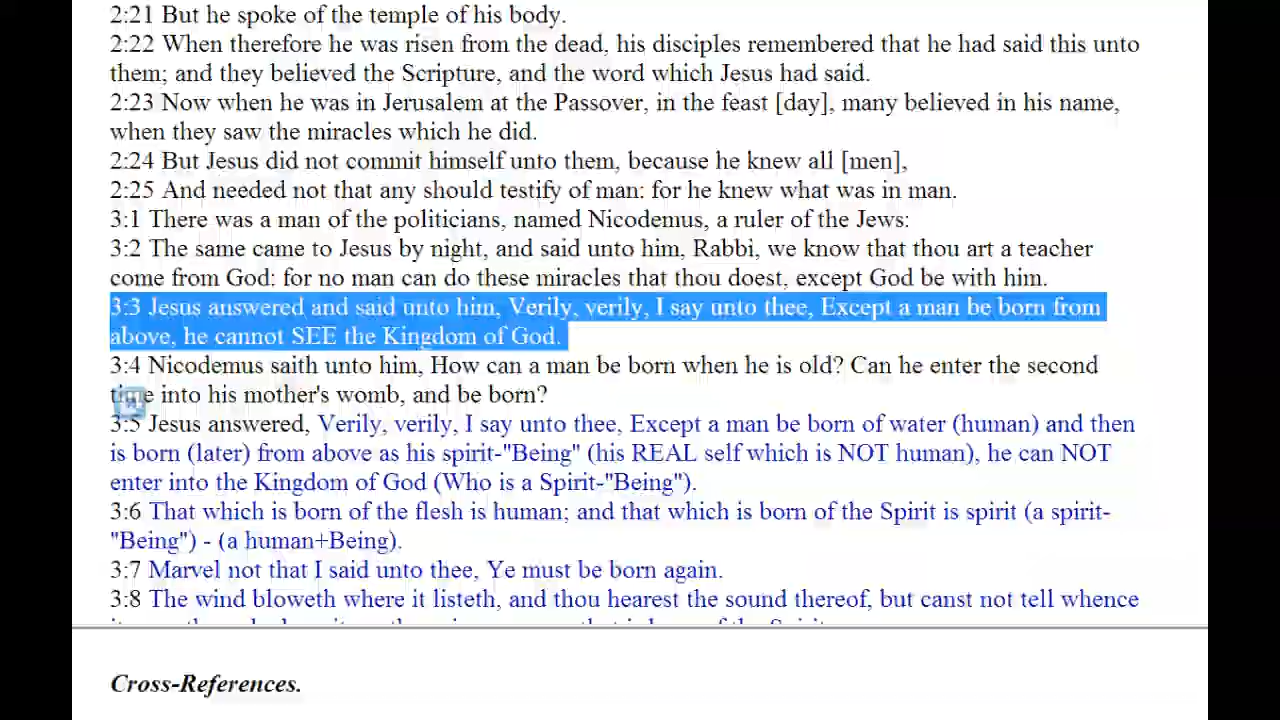 2:21 But he spoke of the temple of his body.
2:22 When therefore he was risen from the dead, his disciples remembered that he had said this unto
them; and they believed the Scripture, and the word which Jesus had said.
2:23 Now when he was in Jerusalem at the Passover, in the feast [day], many believed in his name,
when they saw the miracles which he did.
2:24 But Jesus did not commit himself unto them, because he knew all [men],
2:25 And needed not that any should testify of man: for he knew what was in man.
3:1 There was a man of the politicians, named Nicodemus, a ruler of the Jews:
3:2 The same came to Jesus by night, and said unto him, Rabbi, we know that thou art a teacher
come from God: for no man can do these miracles that thou doest, except God be with him.
3:3 Jesus answered and said unto him, Verily, verily, I say unto thee, Except a man be born from
above, he cannot SEE the Kingdom of God.
3:4 Nicodemus saith unto him, How can a man be born when he is old? Can he enter the second
time into his mother's womb, and be born?
3:5 Jesus answered, Verily, verily, I say unto thee, Except a man be born of water (human) and then
is born (later) from above as his spirit-"Being" (his REAL self which is NOT human), he can NOT
enter into the Kingdom of God (Who is a Spirit-"Being").
3:6 That which is born of the flesh is human; and that which is born of the Spirit is spirit (a spirit-
"Being") - (a human+Being).
3:7 Marvel not that I said unto thee, Ye must be born again.
3:8 The wind bloweth where it listeth, and thou hearest the sound thereof, but canst not tell whence
Cross-References.